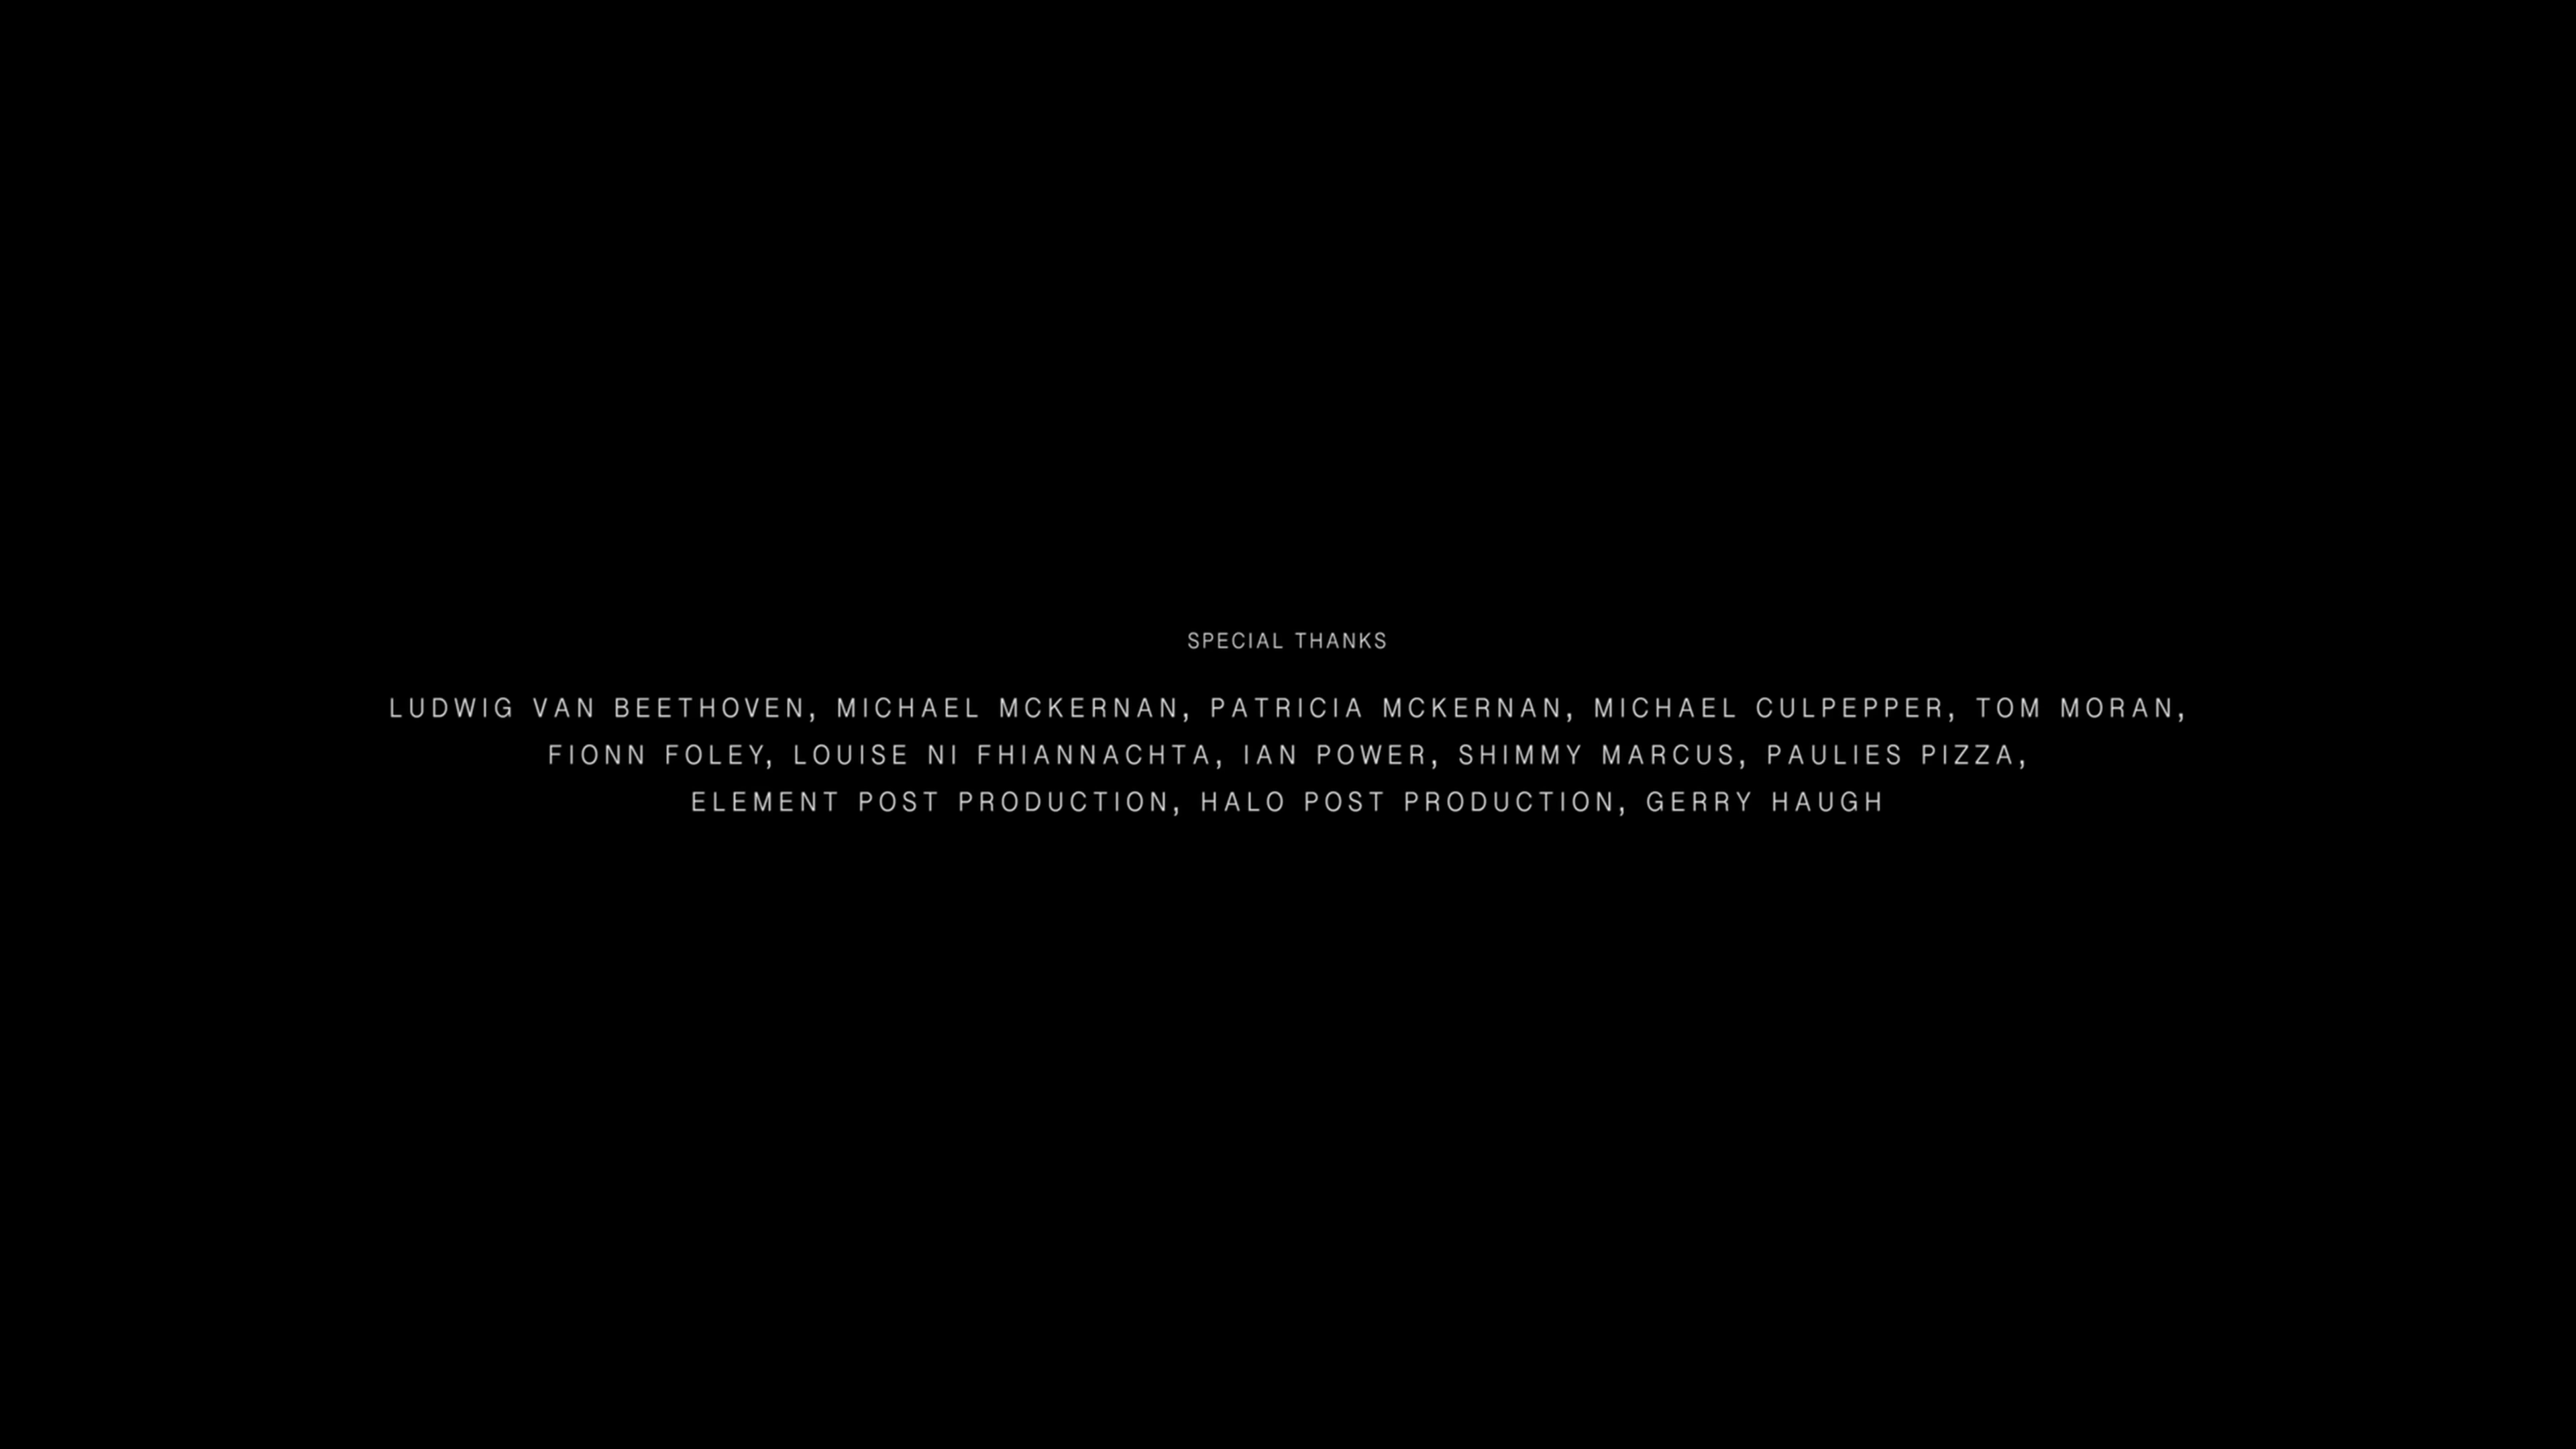 SPECIAL THANKS
LUDWIG VAN BEETHOVEN, MICHAEL MCKERNAN, PATRICIA MCKERNAN, MICHAEL CULPEPPER, TOM MORAN,
FIONN FOLEY, LOUISE NI FHIANNACHTA, IAN POWER, SHIMMY MARCUS, PAULIES PIZZA,
ELEMENT POST PRODUCTION, HALO POST PRODUCTION, GERRY HAUGH